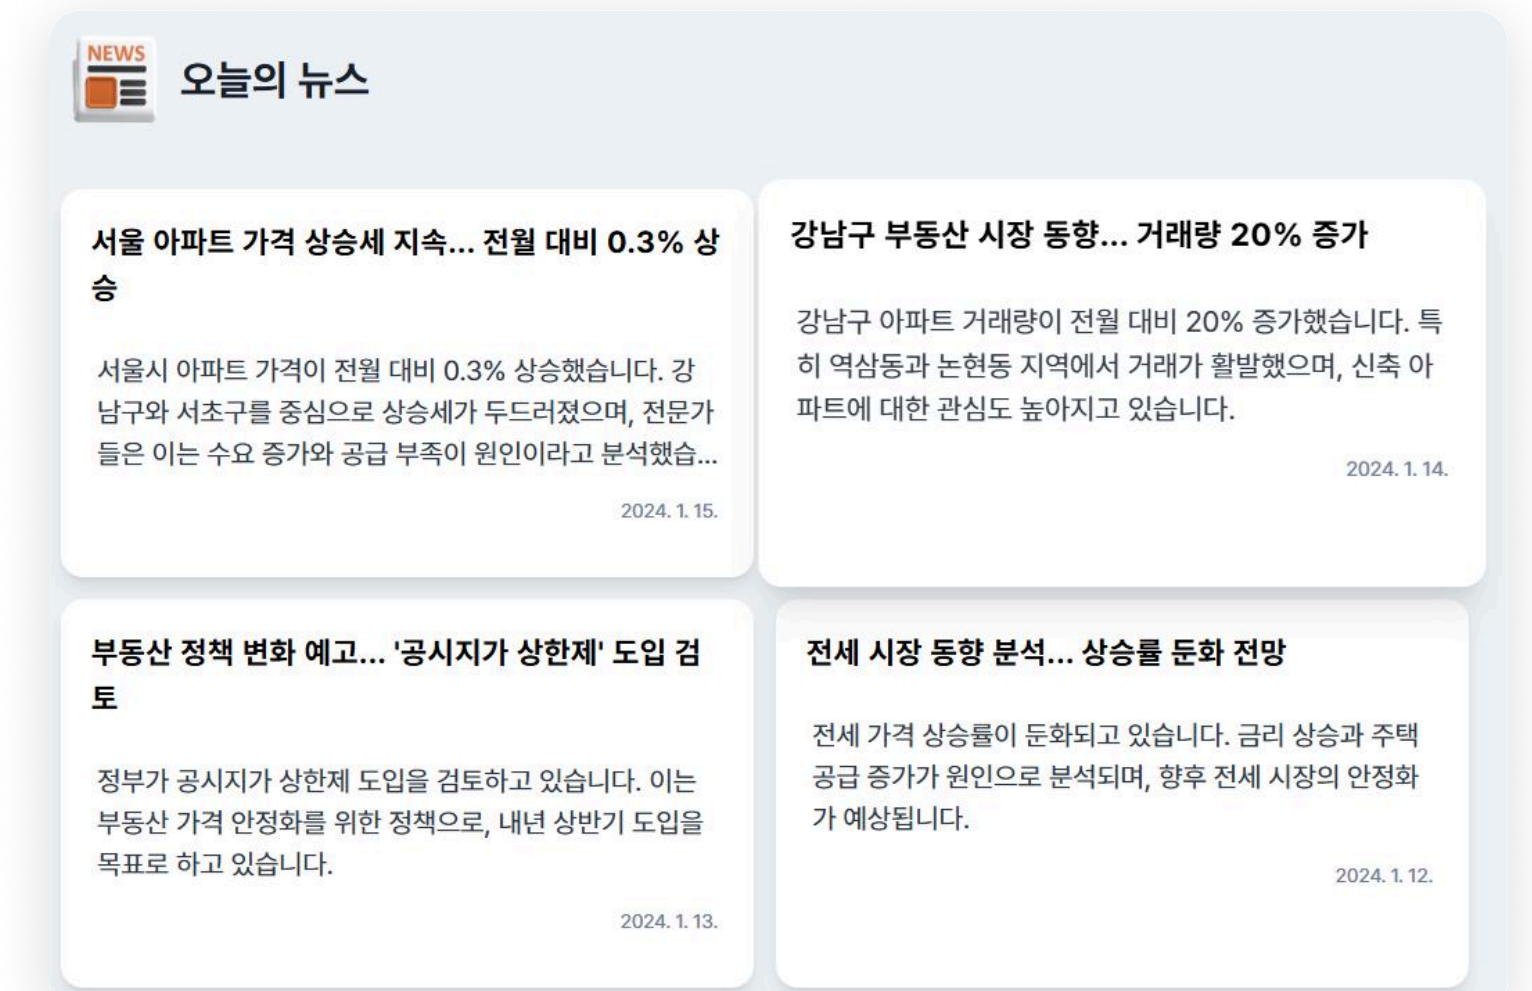 NEWS
오늘의 뉴스
서울 아파트 가격 상승세 지속... 전월 대비 0.3% 상
승
서울시 아파트 가격이 전월 대비 0.3% 상승했습니다. 강
남구와 서초구를 중심으로 상승세가 두드러졌으며, 전문가
들은 이는 수요 증가와 공급 부족이 원인이라고 분석했습...
2024. 1. 15.
강남구 부동산 시장 동향... 거래량 20% 증가
강남구 아파트 거래량이 전월 대비 20% 증가했습니다. 특
히 역삼동과 논현동 지역에서 거래가 활발했으며, 신축 아
파트에 대한 관심도 높아지고 있습니다.
2024. 1. 14.
부동산 정책 변화 예고... '공시지가 상한제' 도입 검
토
정부가 공시지가 상한제 도입을 검토하고 있습니다. 이는
부동산 가격 안정화를 위한 정책으로, 내년 상반기 도입을
목표로 하고 있습니다.
2024. 1. 13.
전세 시장 동향 분석... 상승률 둔화 전망
전세 가격 상승률이 둔화되고 있습니다. 금리 상승과 주택
공급 증가가 원인으로 분석되며, 향후 전세 시장의 안정화
가 예상됩니다.
2024. 1. 12.